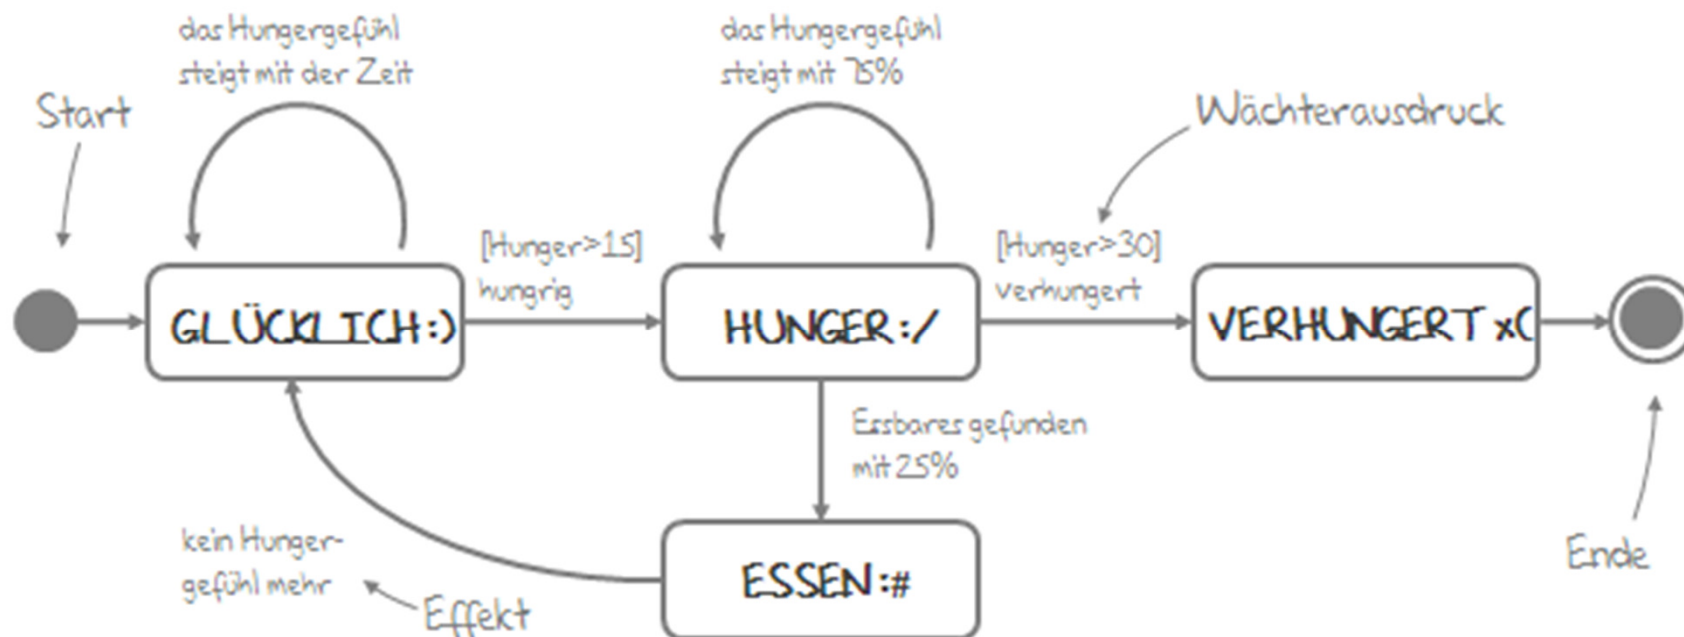 das Hungergefühl
steigt mit der Zeit
das Hungergefühl
steigt mit 75%
Start
Wächterausdruck
[Hunger>15]
hungrig
[Hunger>30]
verhungert
GLÜCKLICH:)
HUNGER:/
VERHUNGERT x(
Essbares gefunden
mit 25%
kein Hunger-
gefühl mehr
Effekt
ESSEN:#
Ende